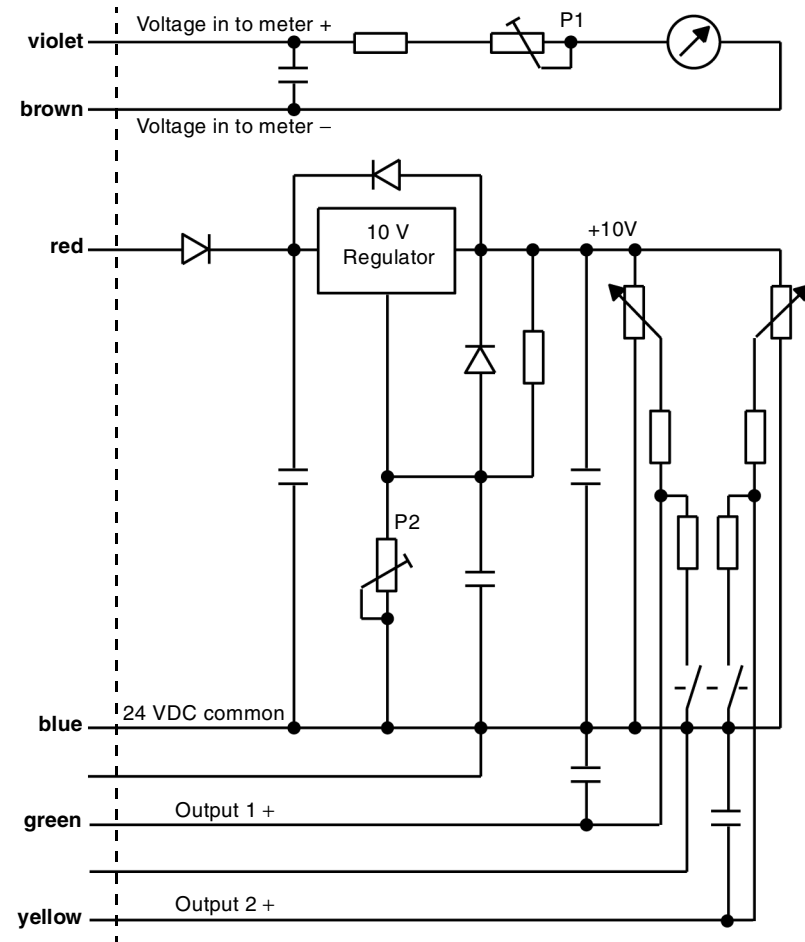 P1
violet Voltage in to meter +
brown
Voltage in to meter –
red
10 V
Regulator
+10V
P2
blue 24 VDC common
green Output 1 +
yellow Output 2 +